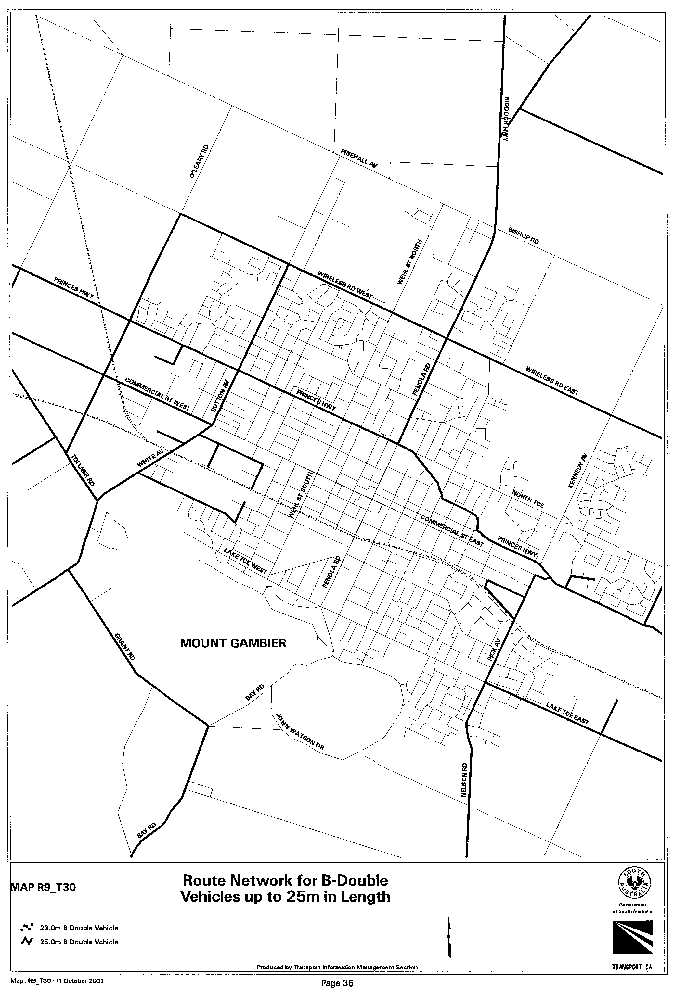 RIDDOCH HWY
O'LEARY RD
PINEHALL AV
BISHOP RD
WEHL ST NORTH
WIRELESS RD WEST
PRINCES HWY
PENOLA RD
WIRELESS RD EAST
COMMERCIAL ST WEST
SUTTON AV
PRINCES HWY
TOLLNER RD
WHITE AV
KENNEDY AV
WEHL ST SOUTH
NORTH TCE
COMMERCIAL ST EAST
PRINCES HWY
LAKE TCE WEST
PENOLA RD
GRANT RD
MOUNT GAMBIER
PICK AV
BAY RD
JOHN WATSON DR
LAKE TCE EAST
NELSON RD
BAY RD
MAP R9_T30
Route Network for B-Double
Vehicles up to 25m in Length
SOUTH
AUSTRALIA
Government
of South Australia
23.0m B Double Vehicle
25.0m B Double Vehicle
N
Produced by Transport Information Management Section
TRANSPORT SA
Map : R9_T30 - 11 October 2001
Page 35